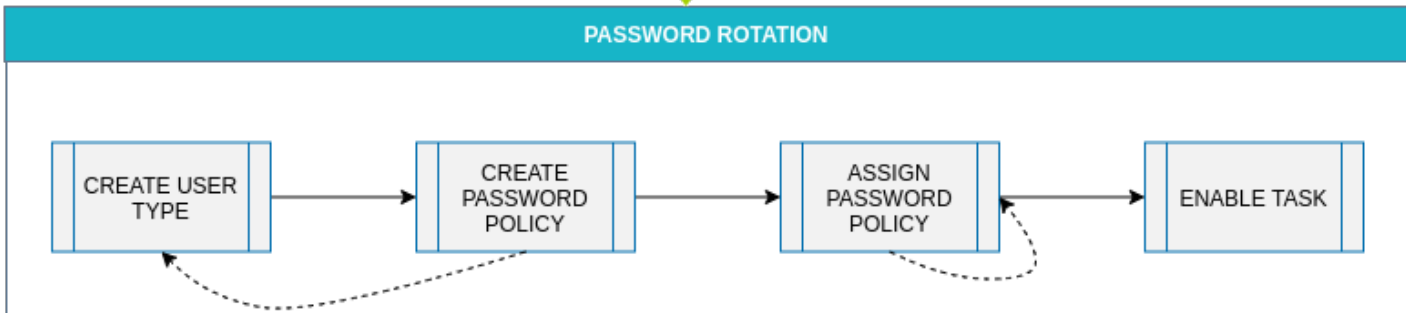 PASSWORD ROTATION
CREATE USER
TYPE
CREATE
PASSWORD
POLICY
ASSIGN
PASSWORD
POLICY
ENABLE TASK